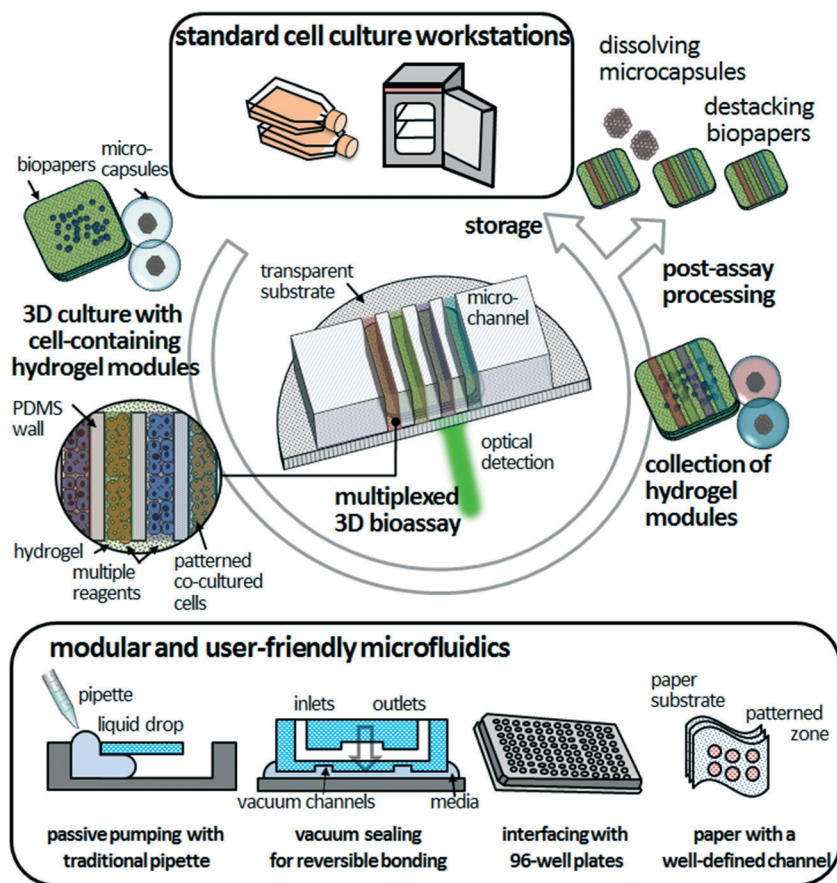 standard cell culture workstations
dissolving
microcapsules
destacking
biopapers
biopapers
micro-
capsules
storage
post-assay
processing
transparent
substrate
micro-
channel
3D culture with
cell-containing
hydrogel modules
PDMS
wall
optical
detection
multiplexed
3D bioassay
collection of
hydrogel
modules
hydrogel
multiple
reagents
patterned
co-cultured
cells
modular and user-friendly microfluidics
pipette
liquid drop
inlets
outlets
vacuum channels
media
paper
substrate
patterned
zone
passive pumping with
traditional pipette
vacuum sealing
for reversible bonding
interfacing with
96-well plates
paper with a
well-defined channel